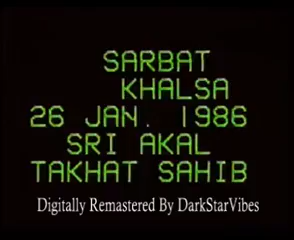 SARBAT
KHALSA
26 JAN. 1986
SRI AKAL
TAKHAT SAHIB
Digitally Remastered By DarkStarVibes